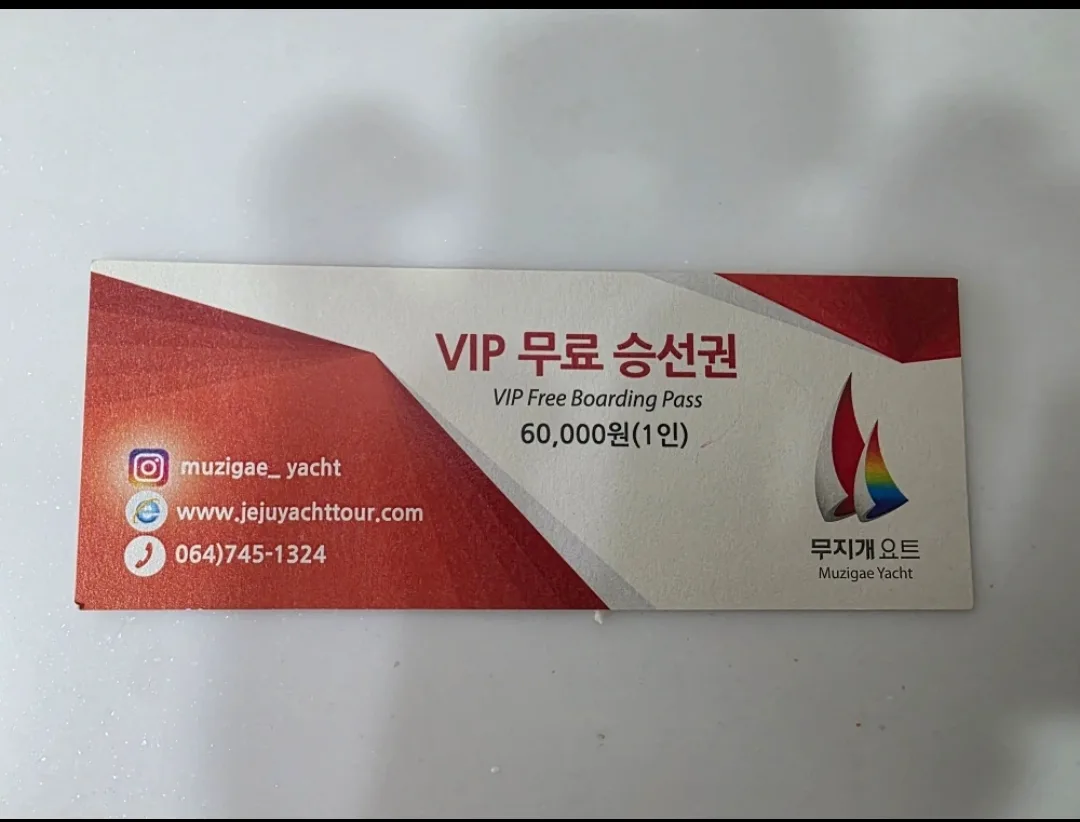 VIP 무료 승선권
VIP Free Boarding Pass
60,000원(1인)
muzigae_ yacht
www.jejuyachttour.com
064)745-1324
무지개요트
Muzigae Yacht